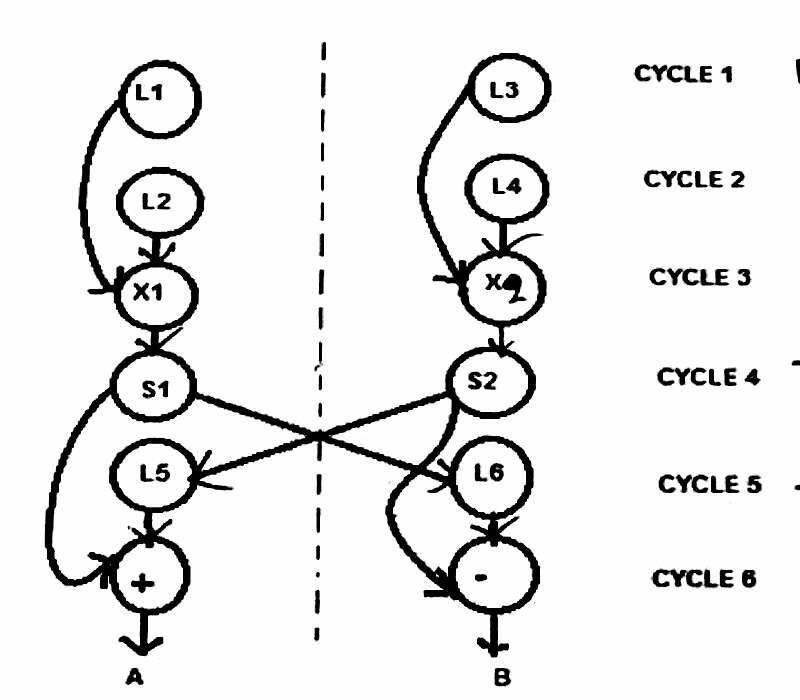 L1 L3 CYCLE 1
L2 L4 CYCLE 2
X1 X2 CYCLE 3
S1 S2 CYCLE 4
L5 L6 CYCLE 5
+ - CYCLE 6
A B